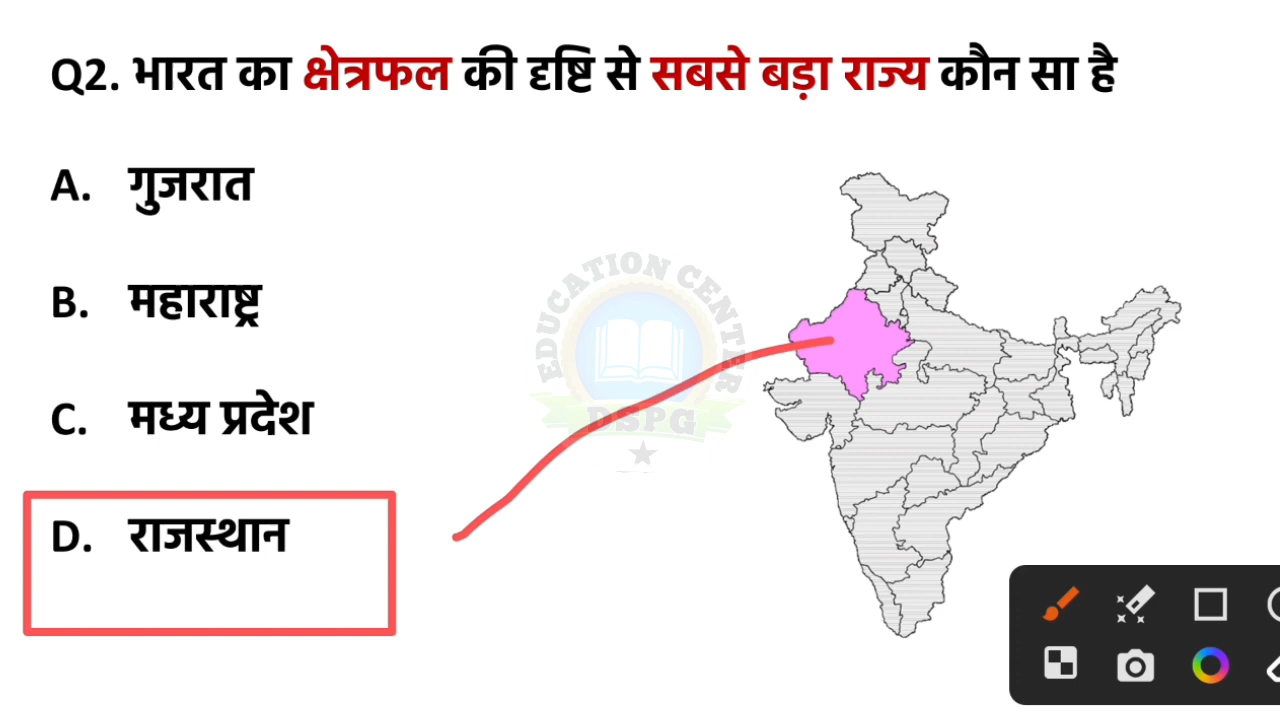 Q2. भारत का क्षेत्रफल की दृष्टि से सबसे बड़ा राज्य कौन सा है
A. गुजरात
B. महाराष्ट्र
C. मध्य प्रदेश
D. राजस्थान
EDUCATION CENTER
DSPG